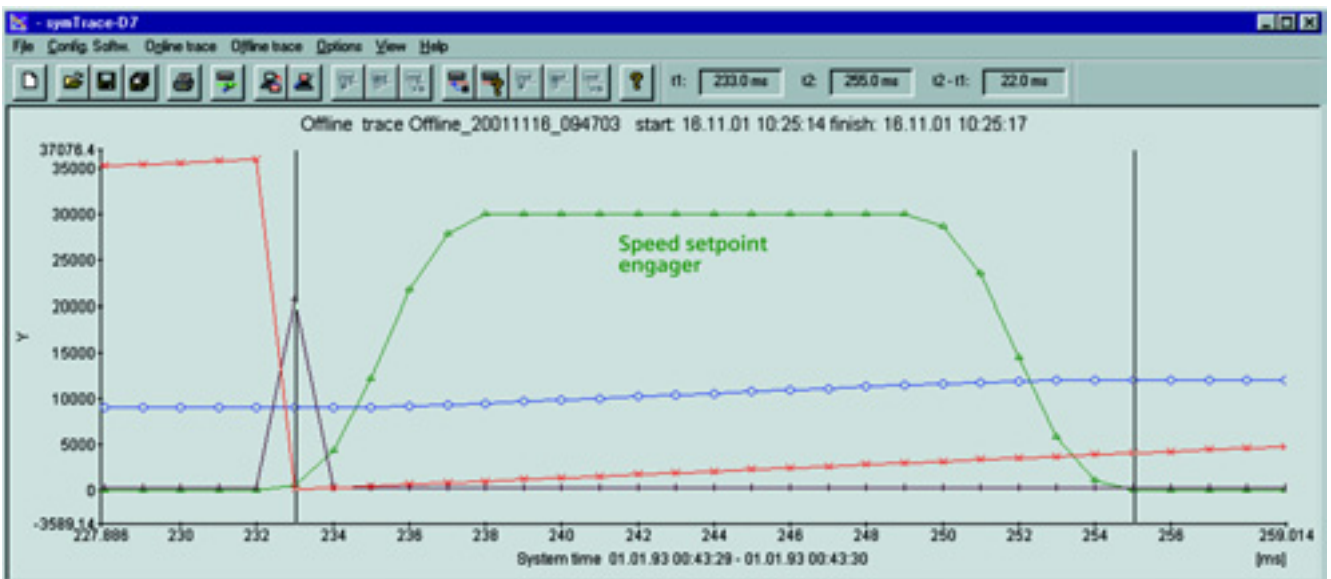 - symTrace-D7
File Config. Softw. Online trace Offline trace Options View Help
t1: 233.0 ms t2: 255.0 ms t2 - t1: 22.0 ms
Offline trace Offline_20011116_094703 start: 16.11.01 10:25:14 finish: 16.11.01 10:25:17
37076.4
35000
30000
25000
20000
15000
10000
5000
0
-3589.14
Y
Speed setpoint
engager
227.886 230 232 234 236 238 240 242 244 246 248 250 252 254 256 259.014
System time 01.01.93 00:43:29 - 01.01.93 00:43:30 [ms]